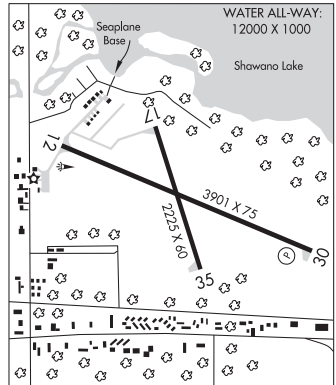 WATER ALL-WAY:
12000 X 1000
Seaplane
Base
Shawano Lake
17
12
3901 X 75
2225 X 60
P
30
35